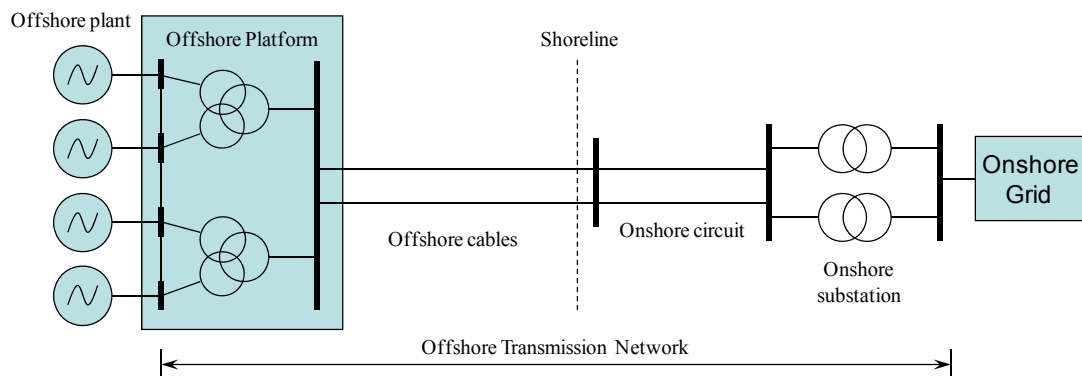 Offshore plant
Offshore Platform
Shoreline
Offshore cables
Onshore circuit
Onshore
substation
Onshore
Grid
Offshore Transmission Network